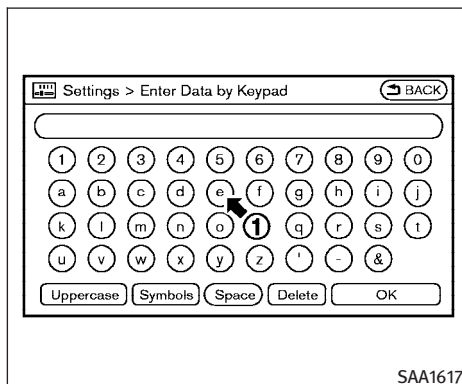 Settings > Enter Data by Keypad BACK
1 2 3 4 5 6 7 8 9 0
a b c d e f g h i j
k l m n o 1 q r s t
u v w x y z ' - &
Uppercase Symbols Space Delete OK
SAA1617